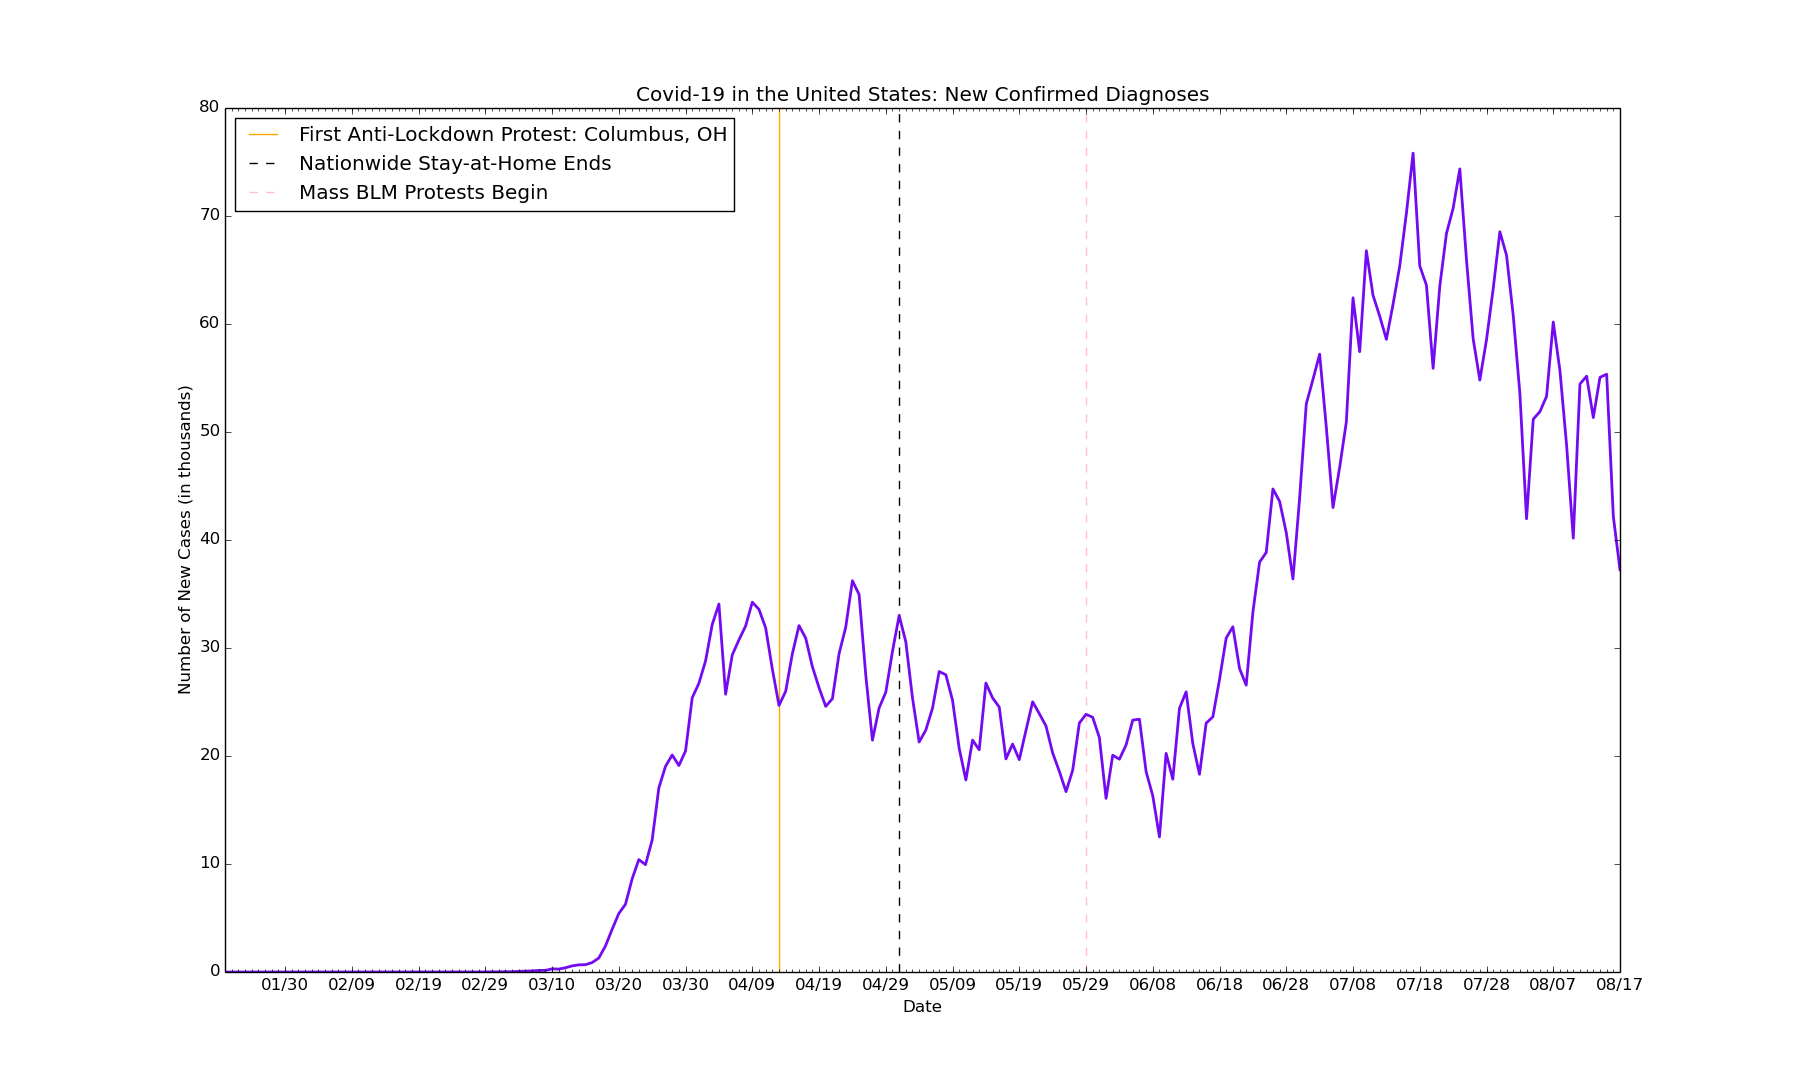 Covid-19 in the United States: New Confirmed Diagnoses
First Anti-Lockdown Protest: Columbus, OH
Nationwide Stay-at-Home Ends
Mass BLM Protests Begin
Number of New Cases (in thousands)
80
70
60
50
40
30
20
10
0
01/30 02/09 02/19 02/29 03/10 03/20 03/30 04/09 04/19 04/29 05/09 05/19 05/29 06/08 06/18 06/28 07/08 07/18 07/28 08/07 08/17
Date